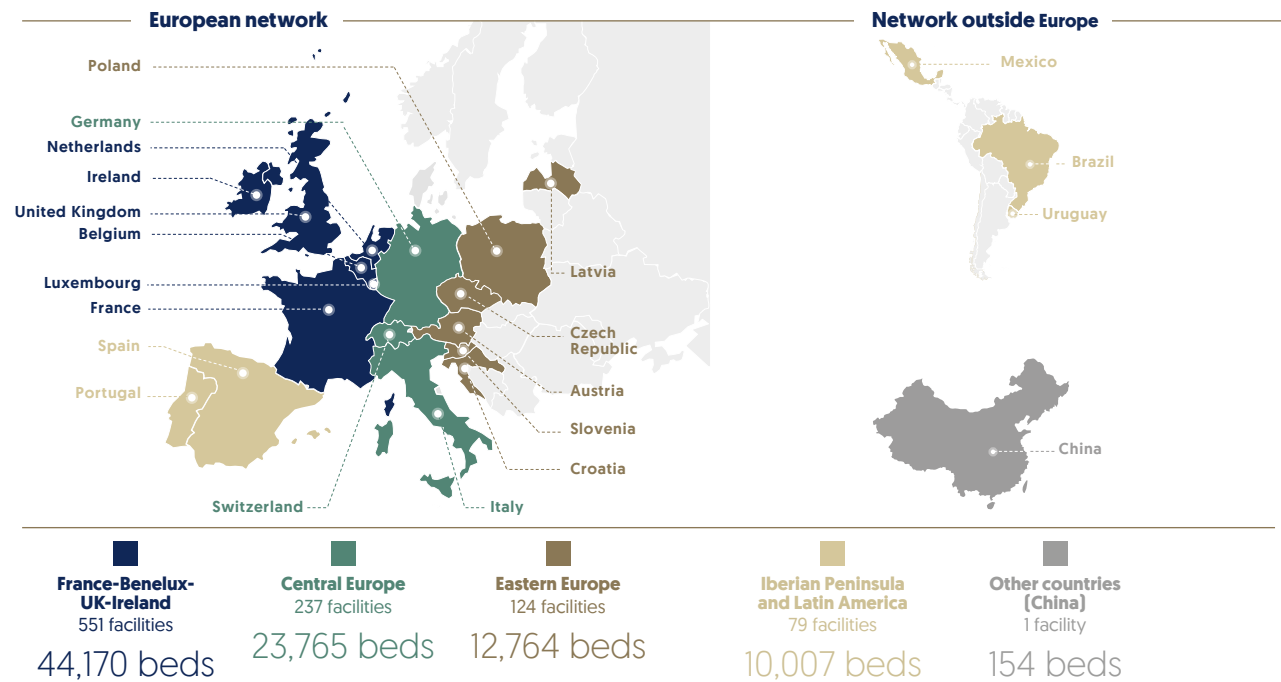 European network
Network outside Europe
Poland
Germany
Netherlands
Ireland
United Kingdom
Belgium
Luxembourg
France
Spain
Portugal
Switzerland
Italy
Latvia
Czech
Republic
Austria
Slovenia
Croatia
Mexico
Brazil
Uruguay
China
France-Benelux-
UK-Ireland
551 facilities
44,170 beds
Central Europe
237 facilities
23,765 beds
Eastern Europe
124 facilities
12,764 beds
Iberian Peninsula
and Latin America
79 facilities
10,007 beds
Other countries
(China)
1 facility
154 beds